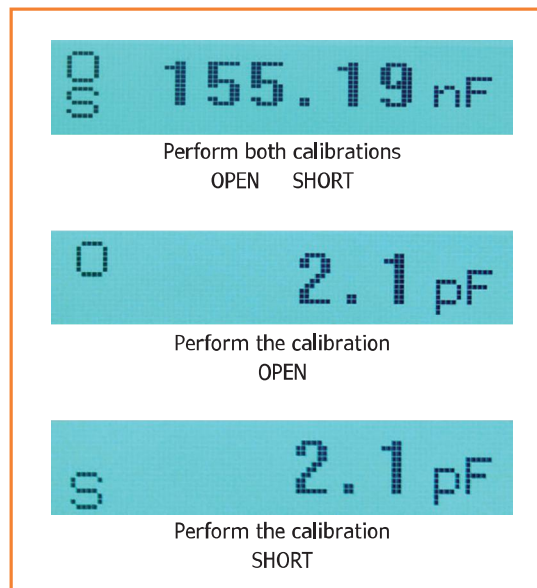 O
S 155.19 nF
Perform both calibrations
OPEN SHORT
O 2.1 pF
Perform the calibration
OPEN
S 2.1 pF
Perform the calibration
SHORT